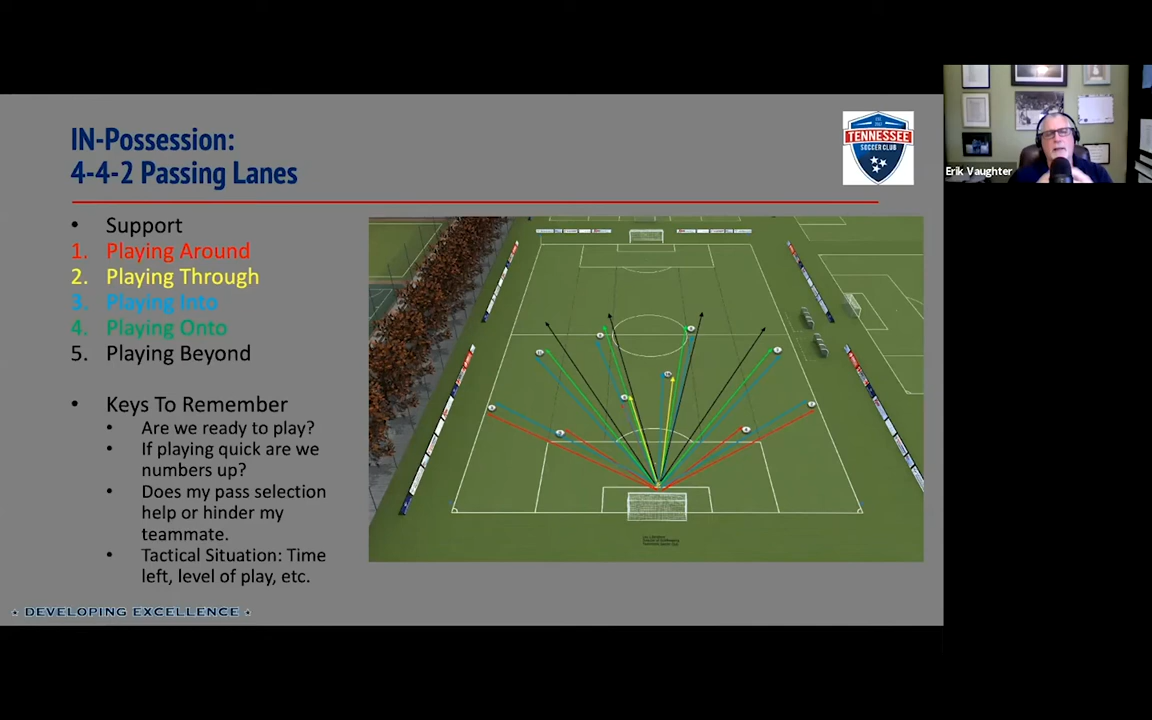 IN-Possession:
4-4-2 Passing Lanes
TENNESSEE
SOCCER CLUB
Erik Vaughter
• Support
1. Playing Around
2. Playing Through
3. Playing Into
4. Playing Onto
5. Playing Beyond
• Keys To Remember
• Are we ready to play?
• If playing quick are we
numbers up?
• Does my pass selection
help or hinder my
teammate.
• Tactical Situation: Time
left, level of play, etc.
DEVELOPING EXCELLENCE